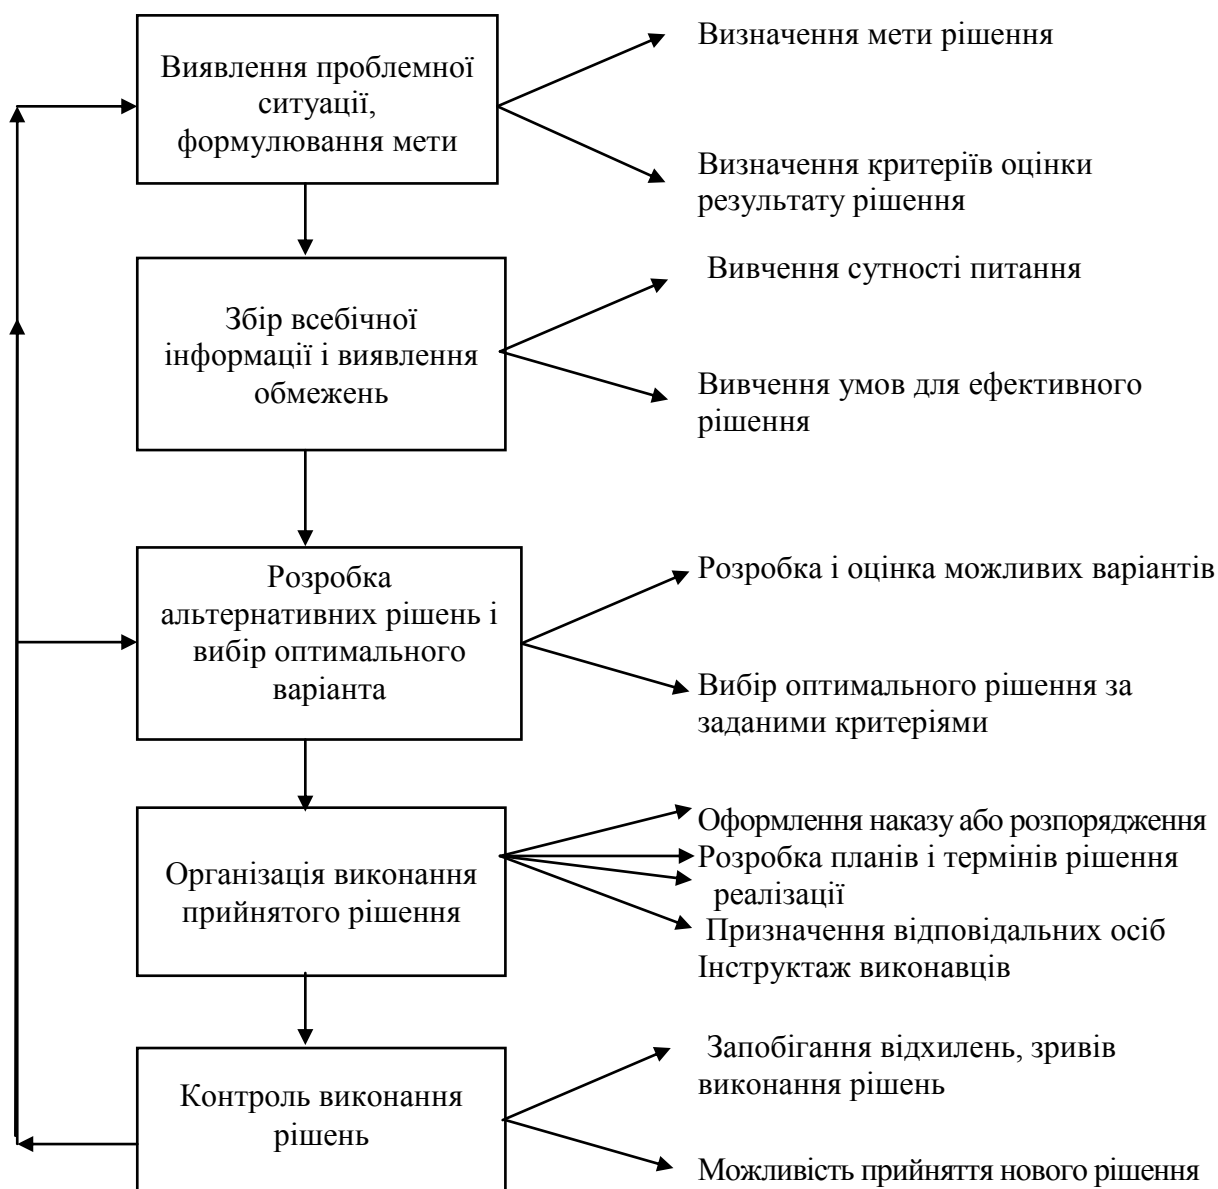 Виявлення проблемної
ситуації,
формулювання мети
Визначення мети рішення
Визначення критеріїв оцінки
результату рішення
Збір всебічної
інформації і виявлення
обмежень
Вивчення сутності питання
Вивчення умов для ефективного
рішення
Розробка
альтернативних рішень і
вибір оптимального
варіанта
Розробка і оцінка можливих варіантів
Вибір оптимального рішення за
заданими критеріями
Організація виконання
прийнятого рішення
Оформлення наказу або розпорядження
Розробка планів і термінів рішення
реалізації
Призначення відповідальних осіб
Інструктаж виконавців
Контроль виконання
рішень
Запобігання відхилень, зривів
виконання рішень
Можливість прийняття нового рішення